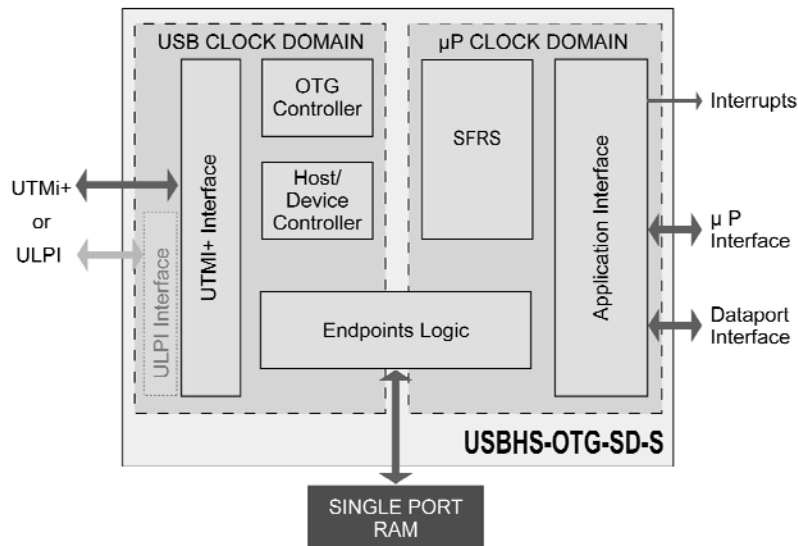 USB CLOCK DOMAIN
µP CLOCK DOMAIN
OTG
Controller
Host/
Device
Controller
UTMI+ Interface
ULPI Interface
SFRS
Application Interface
Endpoints Logic
UTMi+
or
ULPI
Interrupts
µ P
Interface
Dataport
Interface
USBHS-OTG-SD-S
SINGLE PORT
RAM